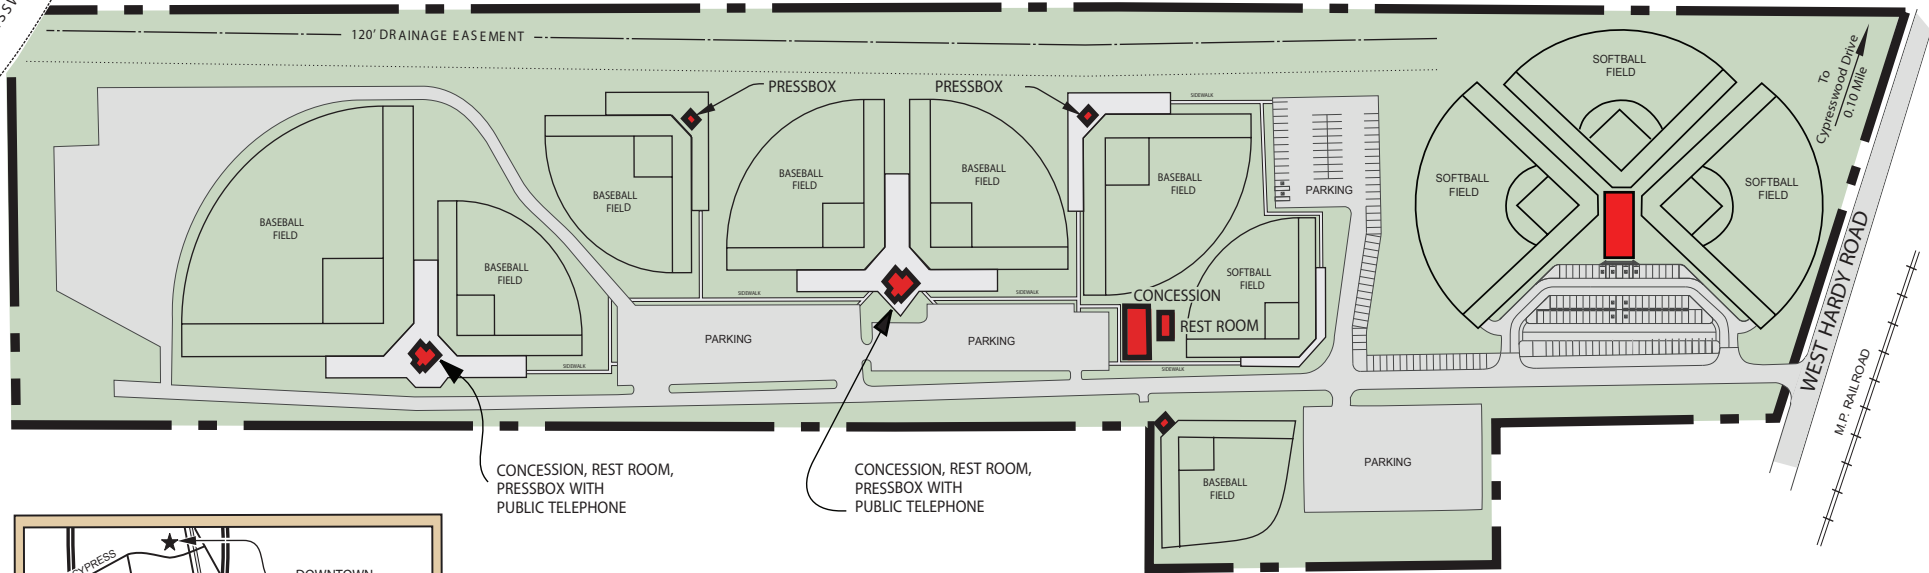 120' DRAINAGE EASEMENT
PRESSBOX
PRESSBOX
SIDEWALK
SOFTBALL
FIELD
To
Cypresswood Drive
0.10 Mile
BASEBALL
FIELD
BASEBALL
FIELD
BASEBALL
FIELD
BASEBALL
FIELD
BASEBALL
FIELD
BASEBALL
FIELD
PARKING
SOFTBALL
FIELD
SOFTBALL
FIELD
SOFTBALL
FIELD
SIDEWALK
SIDEWALK
CONCESSION
REST ROOM
PARKING
PARKING
SIDEWALK
SIDEWALK
WEST HARDY ROAD
M.P. RAILROAD
CONCESSION, REST ROOM,
PRESSBOX WITH
PUBLIC TELEPHONE
CONCESSION, REST ROOM,
PRESSBOX WITH
PUBLIC TELEPHONE
BASEBALL
FIELD
PARKING
CYPRESS
DOWNTOWN